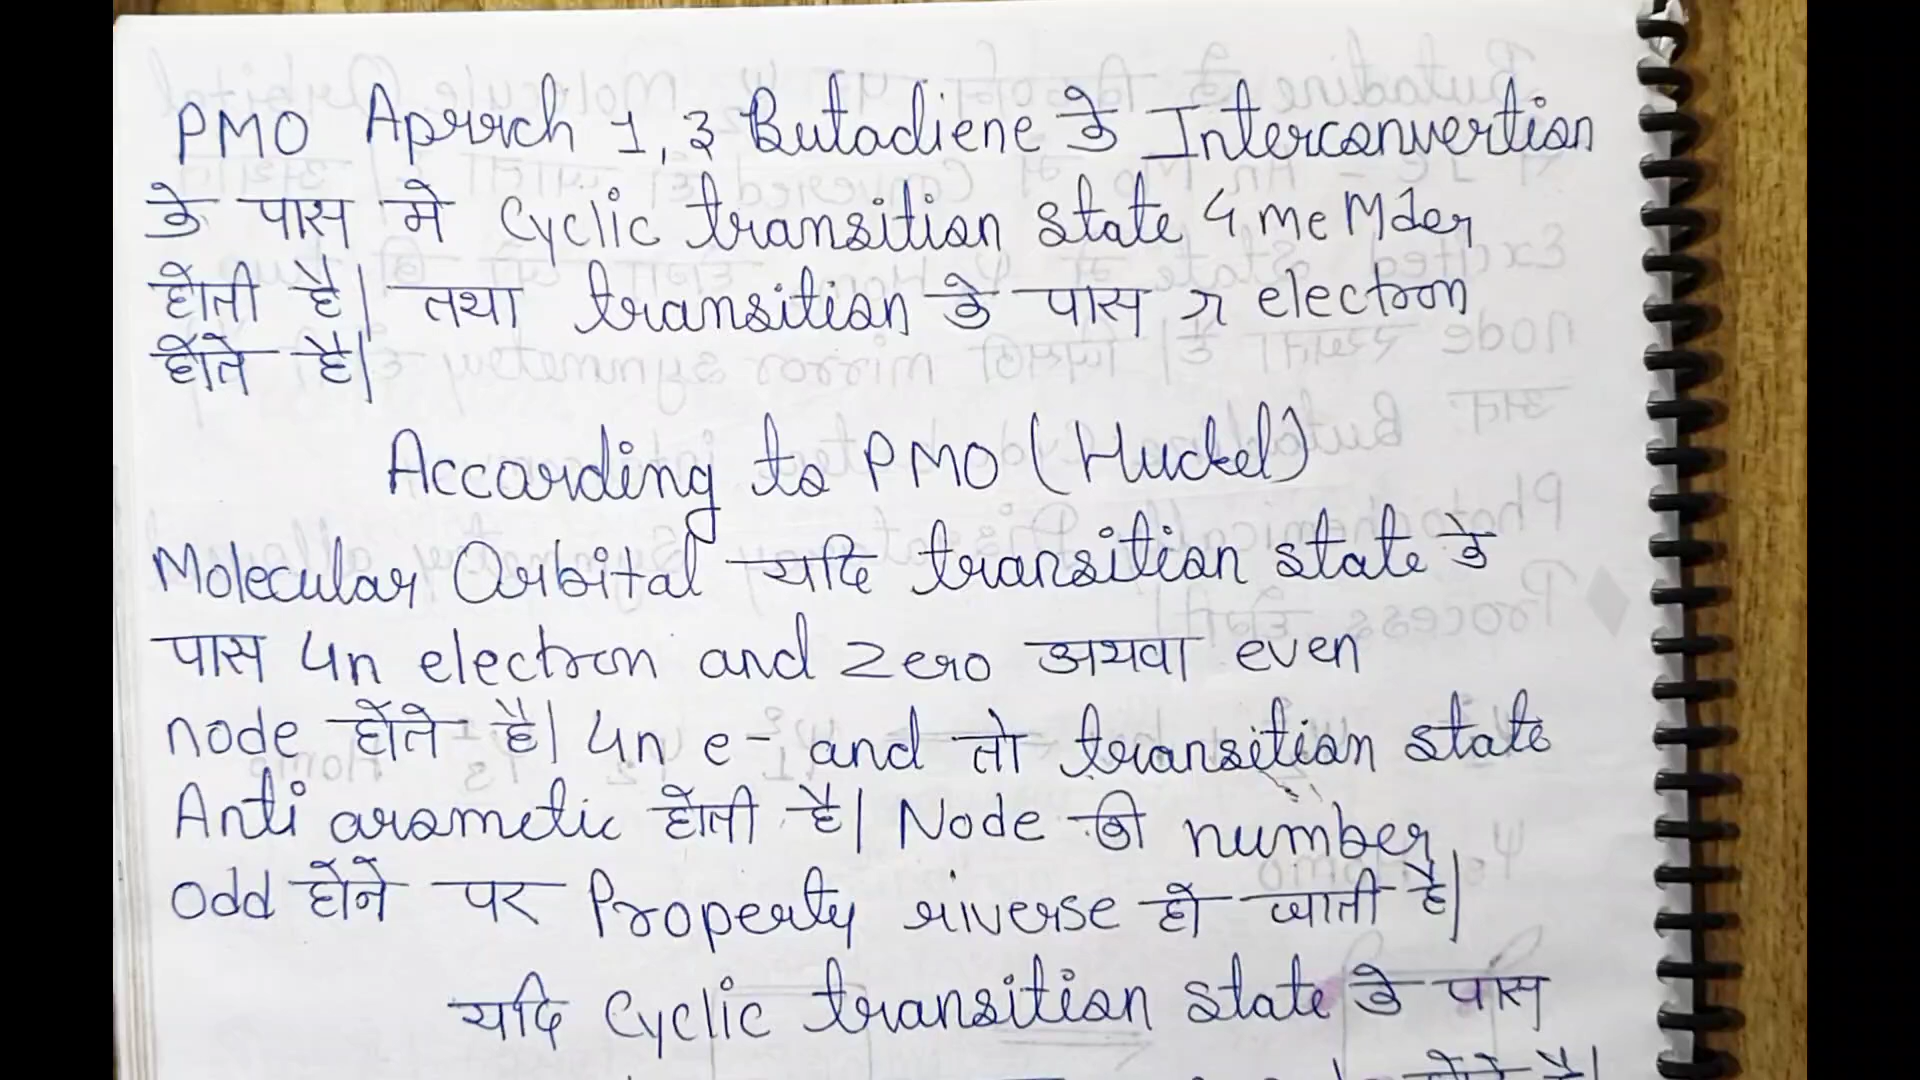 PMO Aprrch 1,3 Butadiene के Interconvertion
के पास मे Cyclic transition state 4 meMber
होती है। तथा transition के पास π electron
होते है।
According to PMO (Huckel)
Molecular Orbital यदि transition state के
पास 4n electron and zero अथवा even
node होते है। 4n e- and तो transition state
Anti arometic होती है। Node की number
odd होने पर Property riverse हो जाती है।
यदि Cyclic transition state के पास